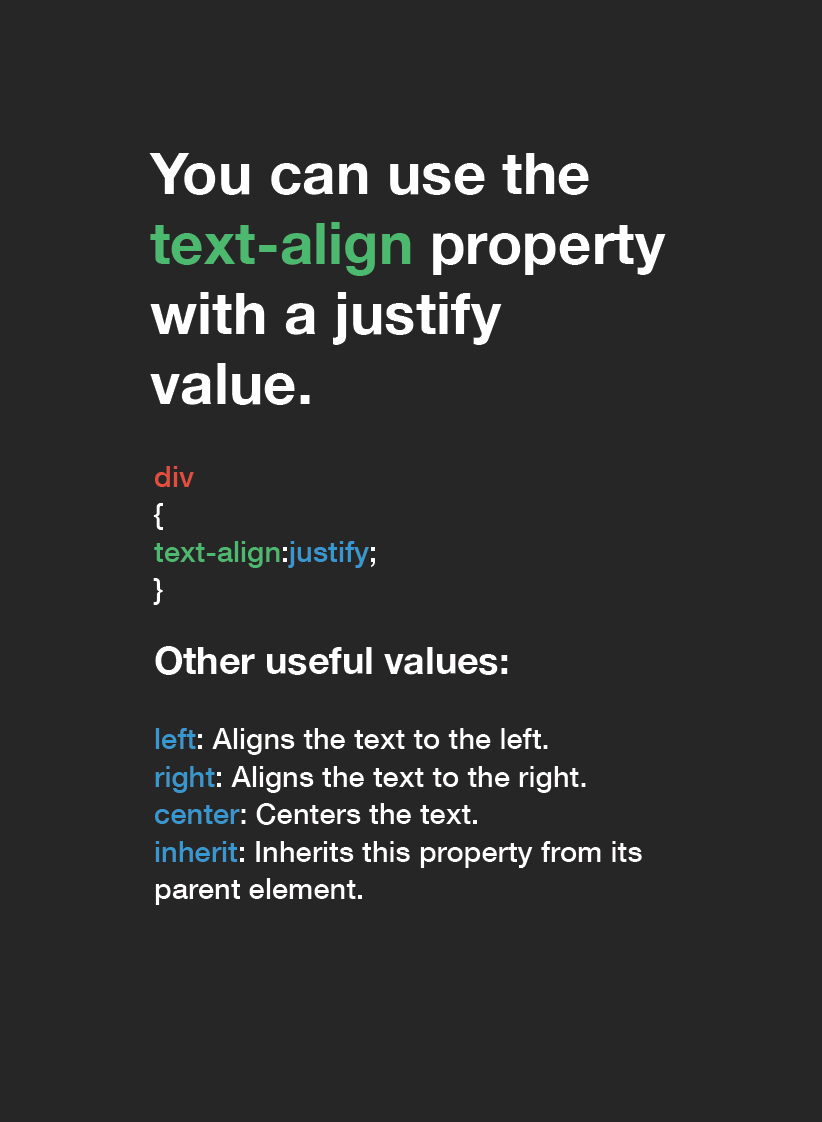 You can use the
text-align property
with a justify
value.
div
{
text-align:justify;
}
Other useful values:
left: Aligns the text to the left.
right: Aligns the text to the right.
center: Centers the text.
inherit: Inherits this property from its
parent element.